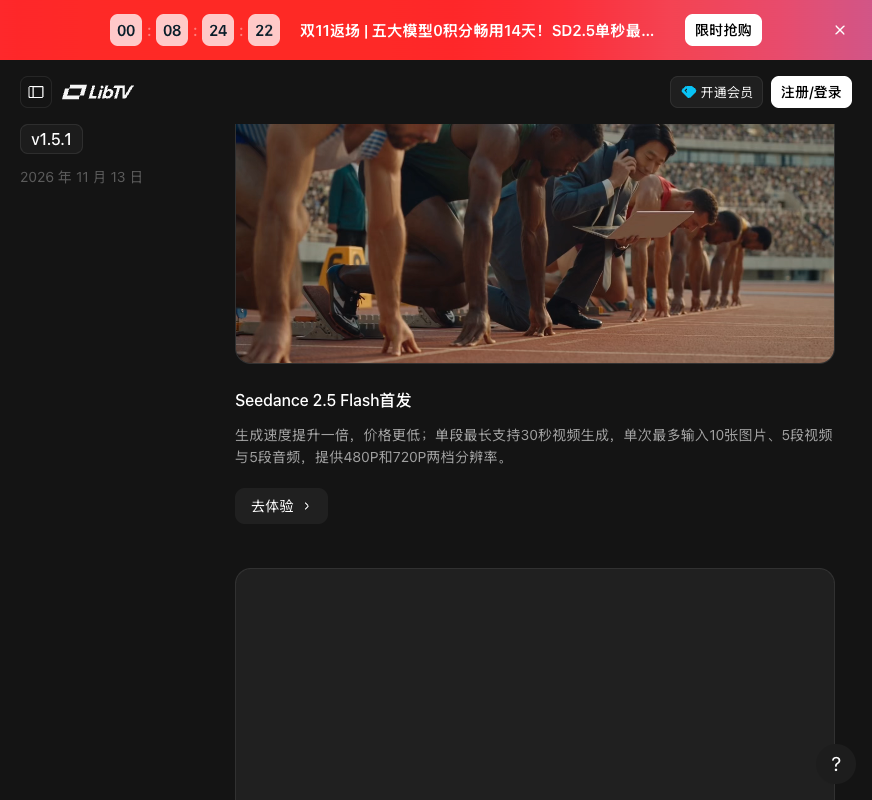 00 : 08 : 24 : 22
双11返场 | 五大模型0积分畅用14天！SD2.5单秒最...
限时抢购
LibTV
开通会员
注册/登录
v1.5.1
2026 年 11 月 13 日
Seedance 2.5 Flash首发
生成速度提升一倍，价格更低；单段最长支持30秒视频生成，单次最多输入10张图片、5段视频
与5段音频，提供480P和720P两档分辨率。
去体验
?